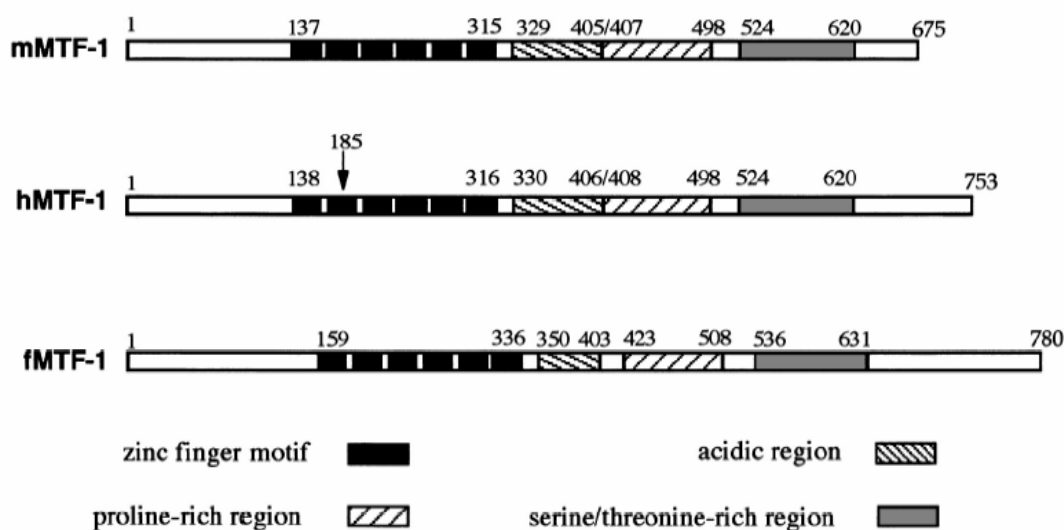 1 137 315 329 405/407 498 524 620 675
mMTF-1
185
1 138 316 330 406/408 498 524 620 753
hMTF-1
1 159 336 350 403 423 508 536 631 780
fMTF-1
zinc finger motif acidic region
proline-rich region serine/threonine-rich region